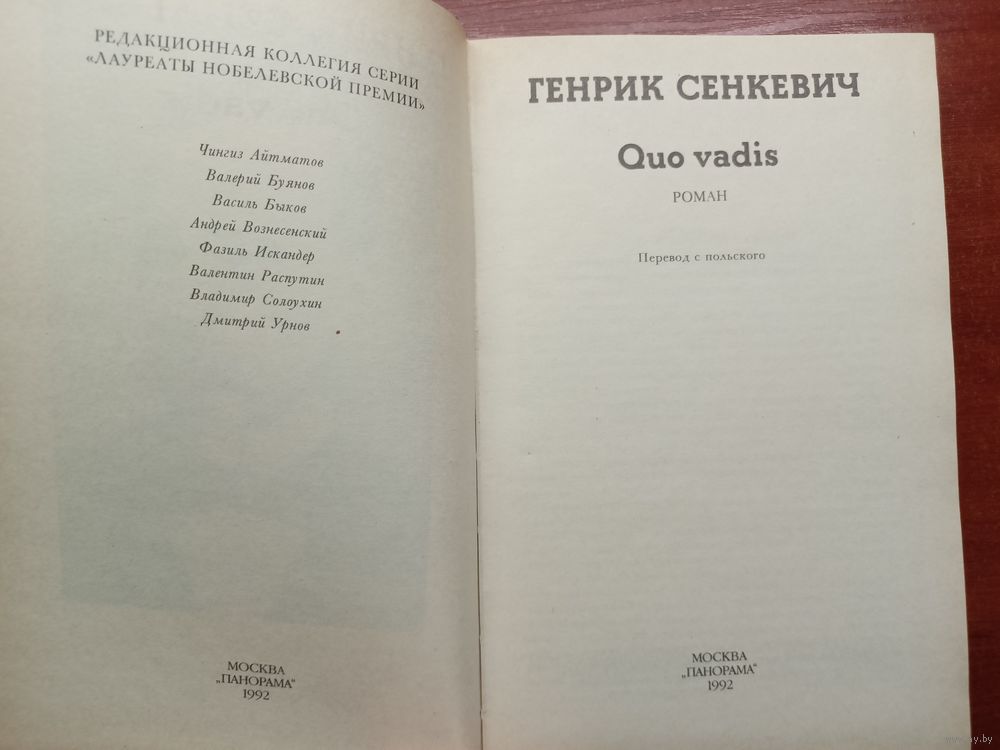 РЕДАКЦИОННАЯ КОЛЛЕГИЯ СЕРИИ
«ЛАУРЕАТЫ НОБЕЛЕВСКОЙ ПРЕМИИ»
Чингиз Айтматов
Валерий Буянов
Василь Быков
Андрей Вознесенский
Фазиль Искандер
Валентин Распутин
Владимир Солоухин
Дмитрий Урнов
МОСКВА
„ПАНОРАМА“
1992
ГЕНРИК СЕНКЕВИЧ
Quo vadis
РОМАН
Перевод с польского
МОСКВА
„ПАНОРАМА“
1992